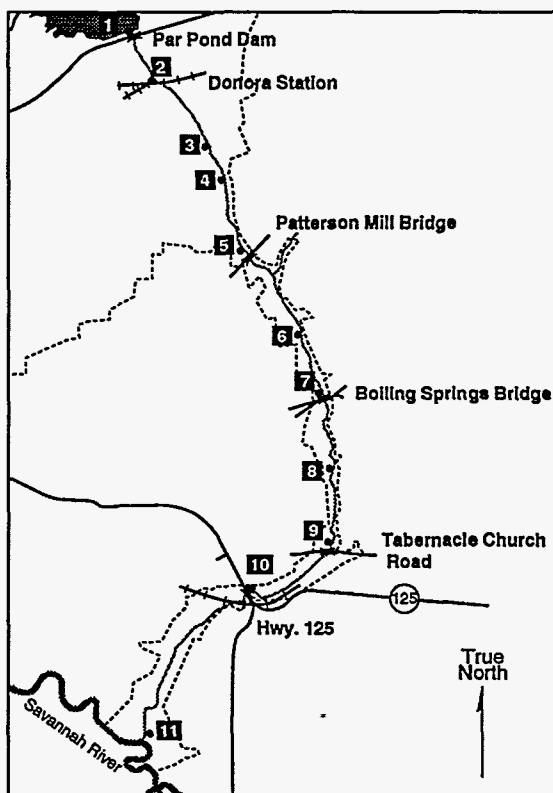 1
Par Pond Dam
2
Donora Station
3
4
Patterson Mill Bridge
5
6
7
Boiling Springs Bridge
8
9
Tabernacle Church
Road
10
125
Hwy. 125
True
North
Savannah River
11